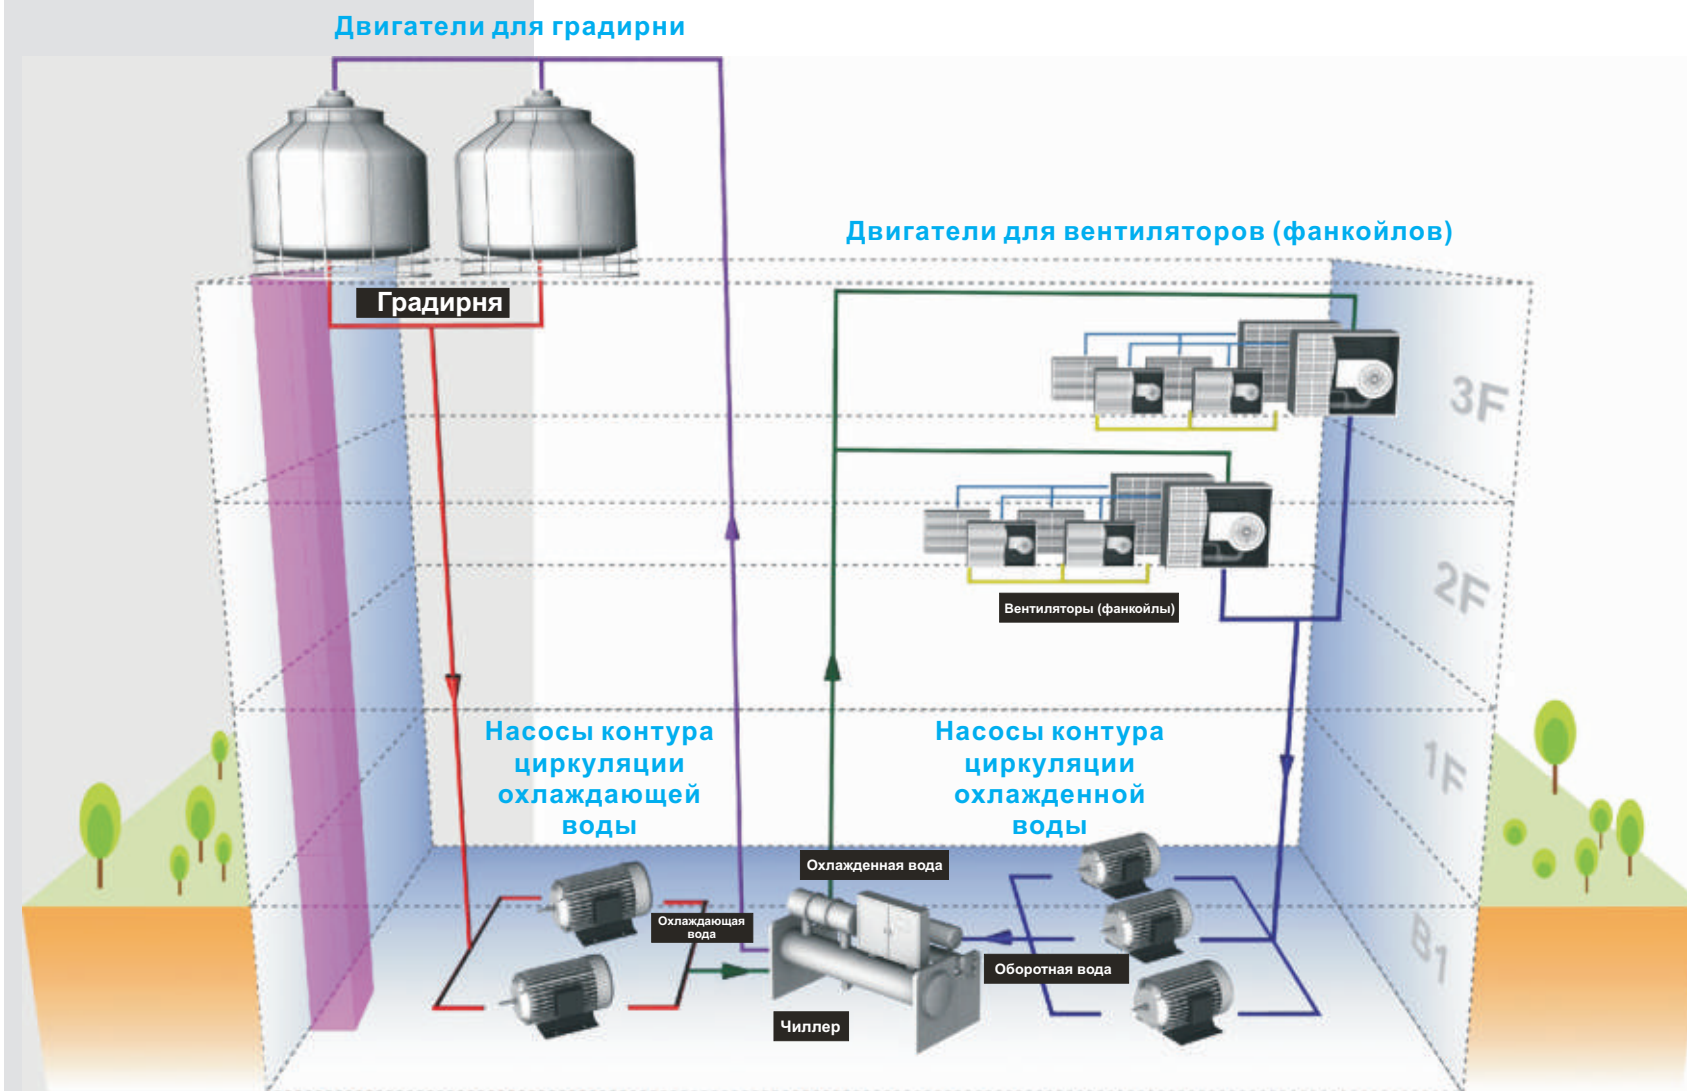 Двигатели для градирни
Двигатели для вентиляторов (фанкойлов)
Градирня
3F
2F
Вентиляторы (фанкойлы)
Насосы контура
циркуляции
охлаждающей
воды
Насосы контура
циркуляции
охлажденной
воды
1F
Охлажденная вода
Охлаждающая
вода
B1
Оборотная вода
Чиллер